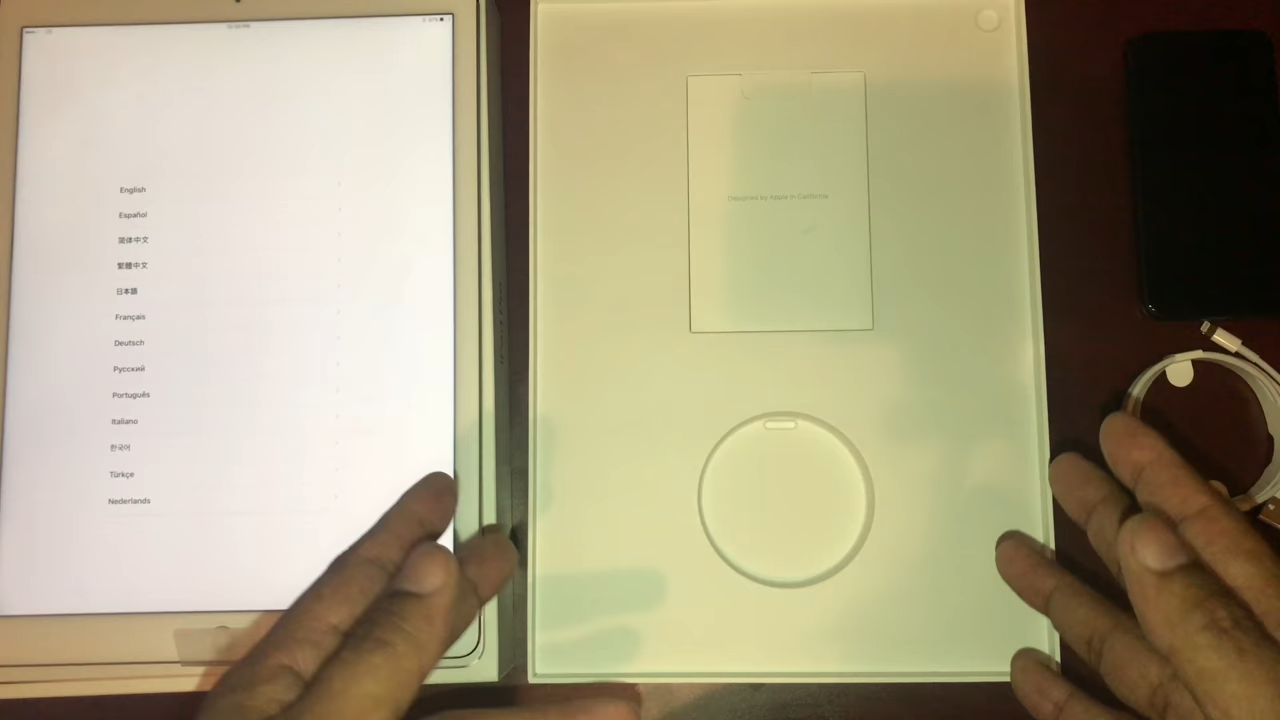 English
Español
简体中文
繁體中文
日本語
Français
Deutsch
Русский
Português
Italiano
한국어
Türkçe
Nederlands
Designed by Apple in California